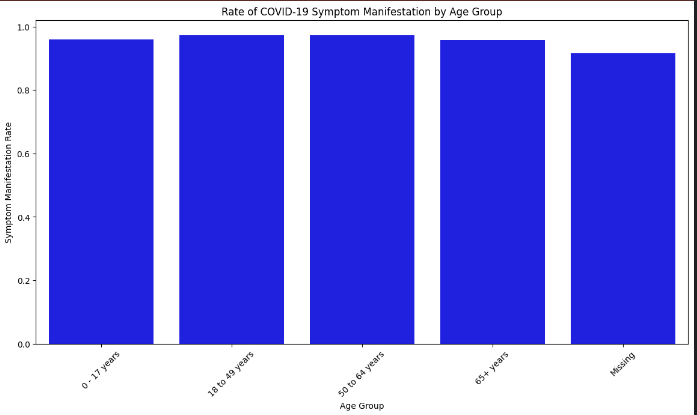 Rate of COVID-19 Symptom Manifestation by Age Group
1.0
0.8
0.6
0.4
0.2
0.0
Symptom Manifestation Rate
0 - 17 years
18 to 49 years
50 to 64 years
65+ years
Missing
Age Group